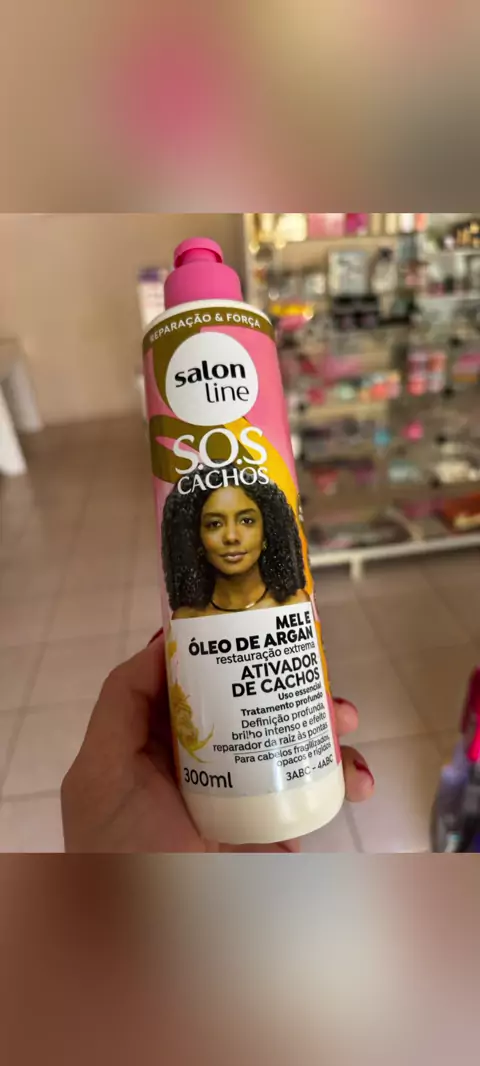 REPARAÇÃO & FORÇA
salon
line
S.O.S
CACHOS
MEL E
ÓLEO DE ARGAN
restauração extrema
ATIVADOR
DE CACHOS
Uso essencial
Tratamento profundo
Definição profunda,
brilho intenso e efeito
reparador da raiz às pontas
Para cabelos fragilizados,
opacos e rígidos
300ml
3ABC - 4ABC